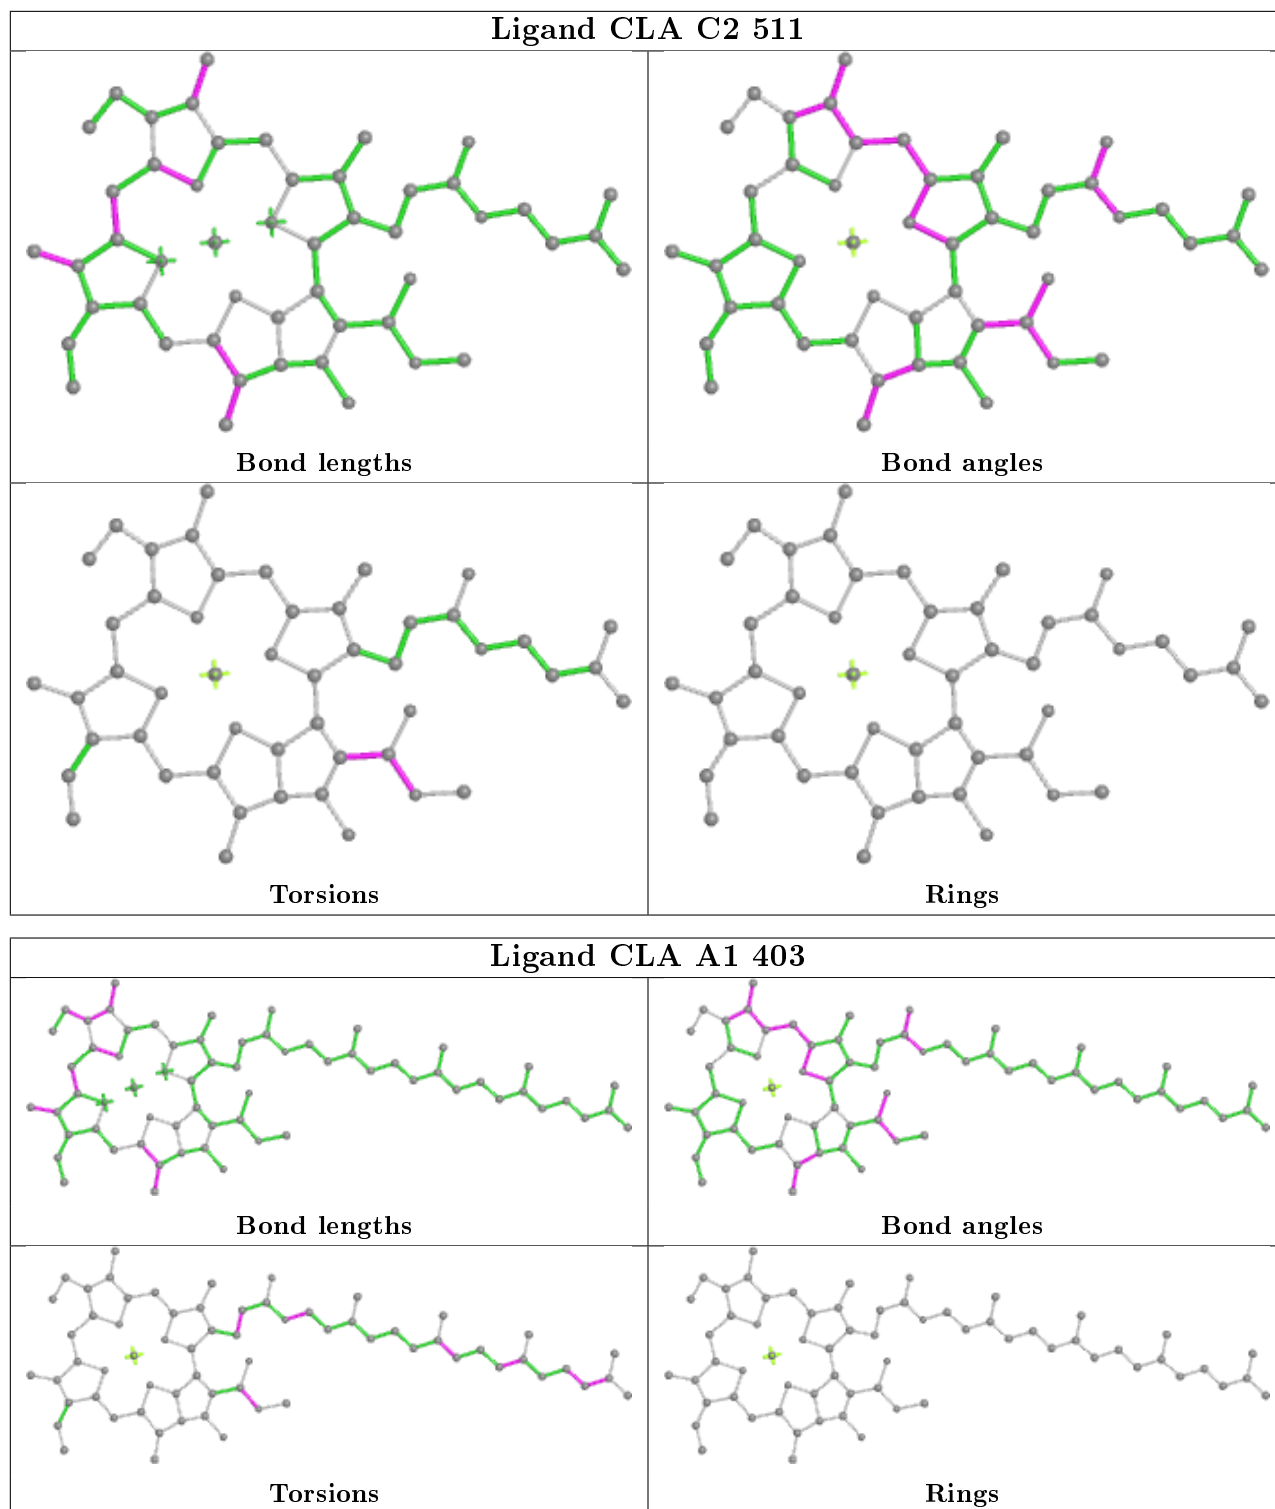 Ligand CLA C2 511
Bond lengths
Bond angles
Torsions
Rings
Ligand CLA A1 403
Bond lengths
Bond angles
Torsions
Rings